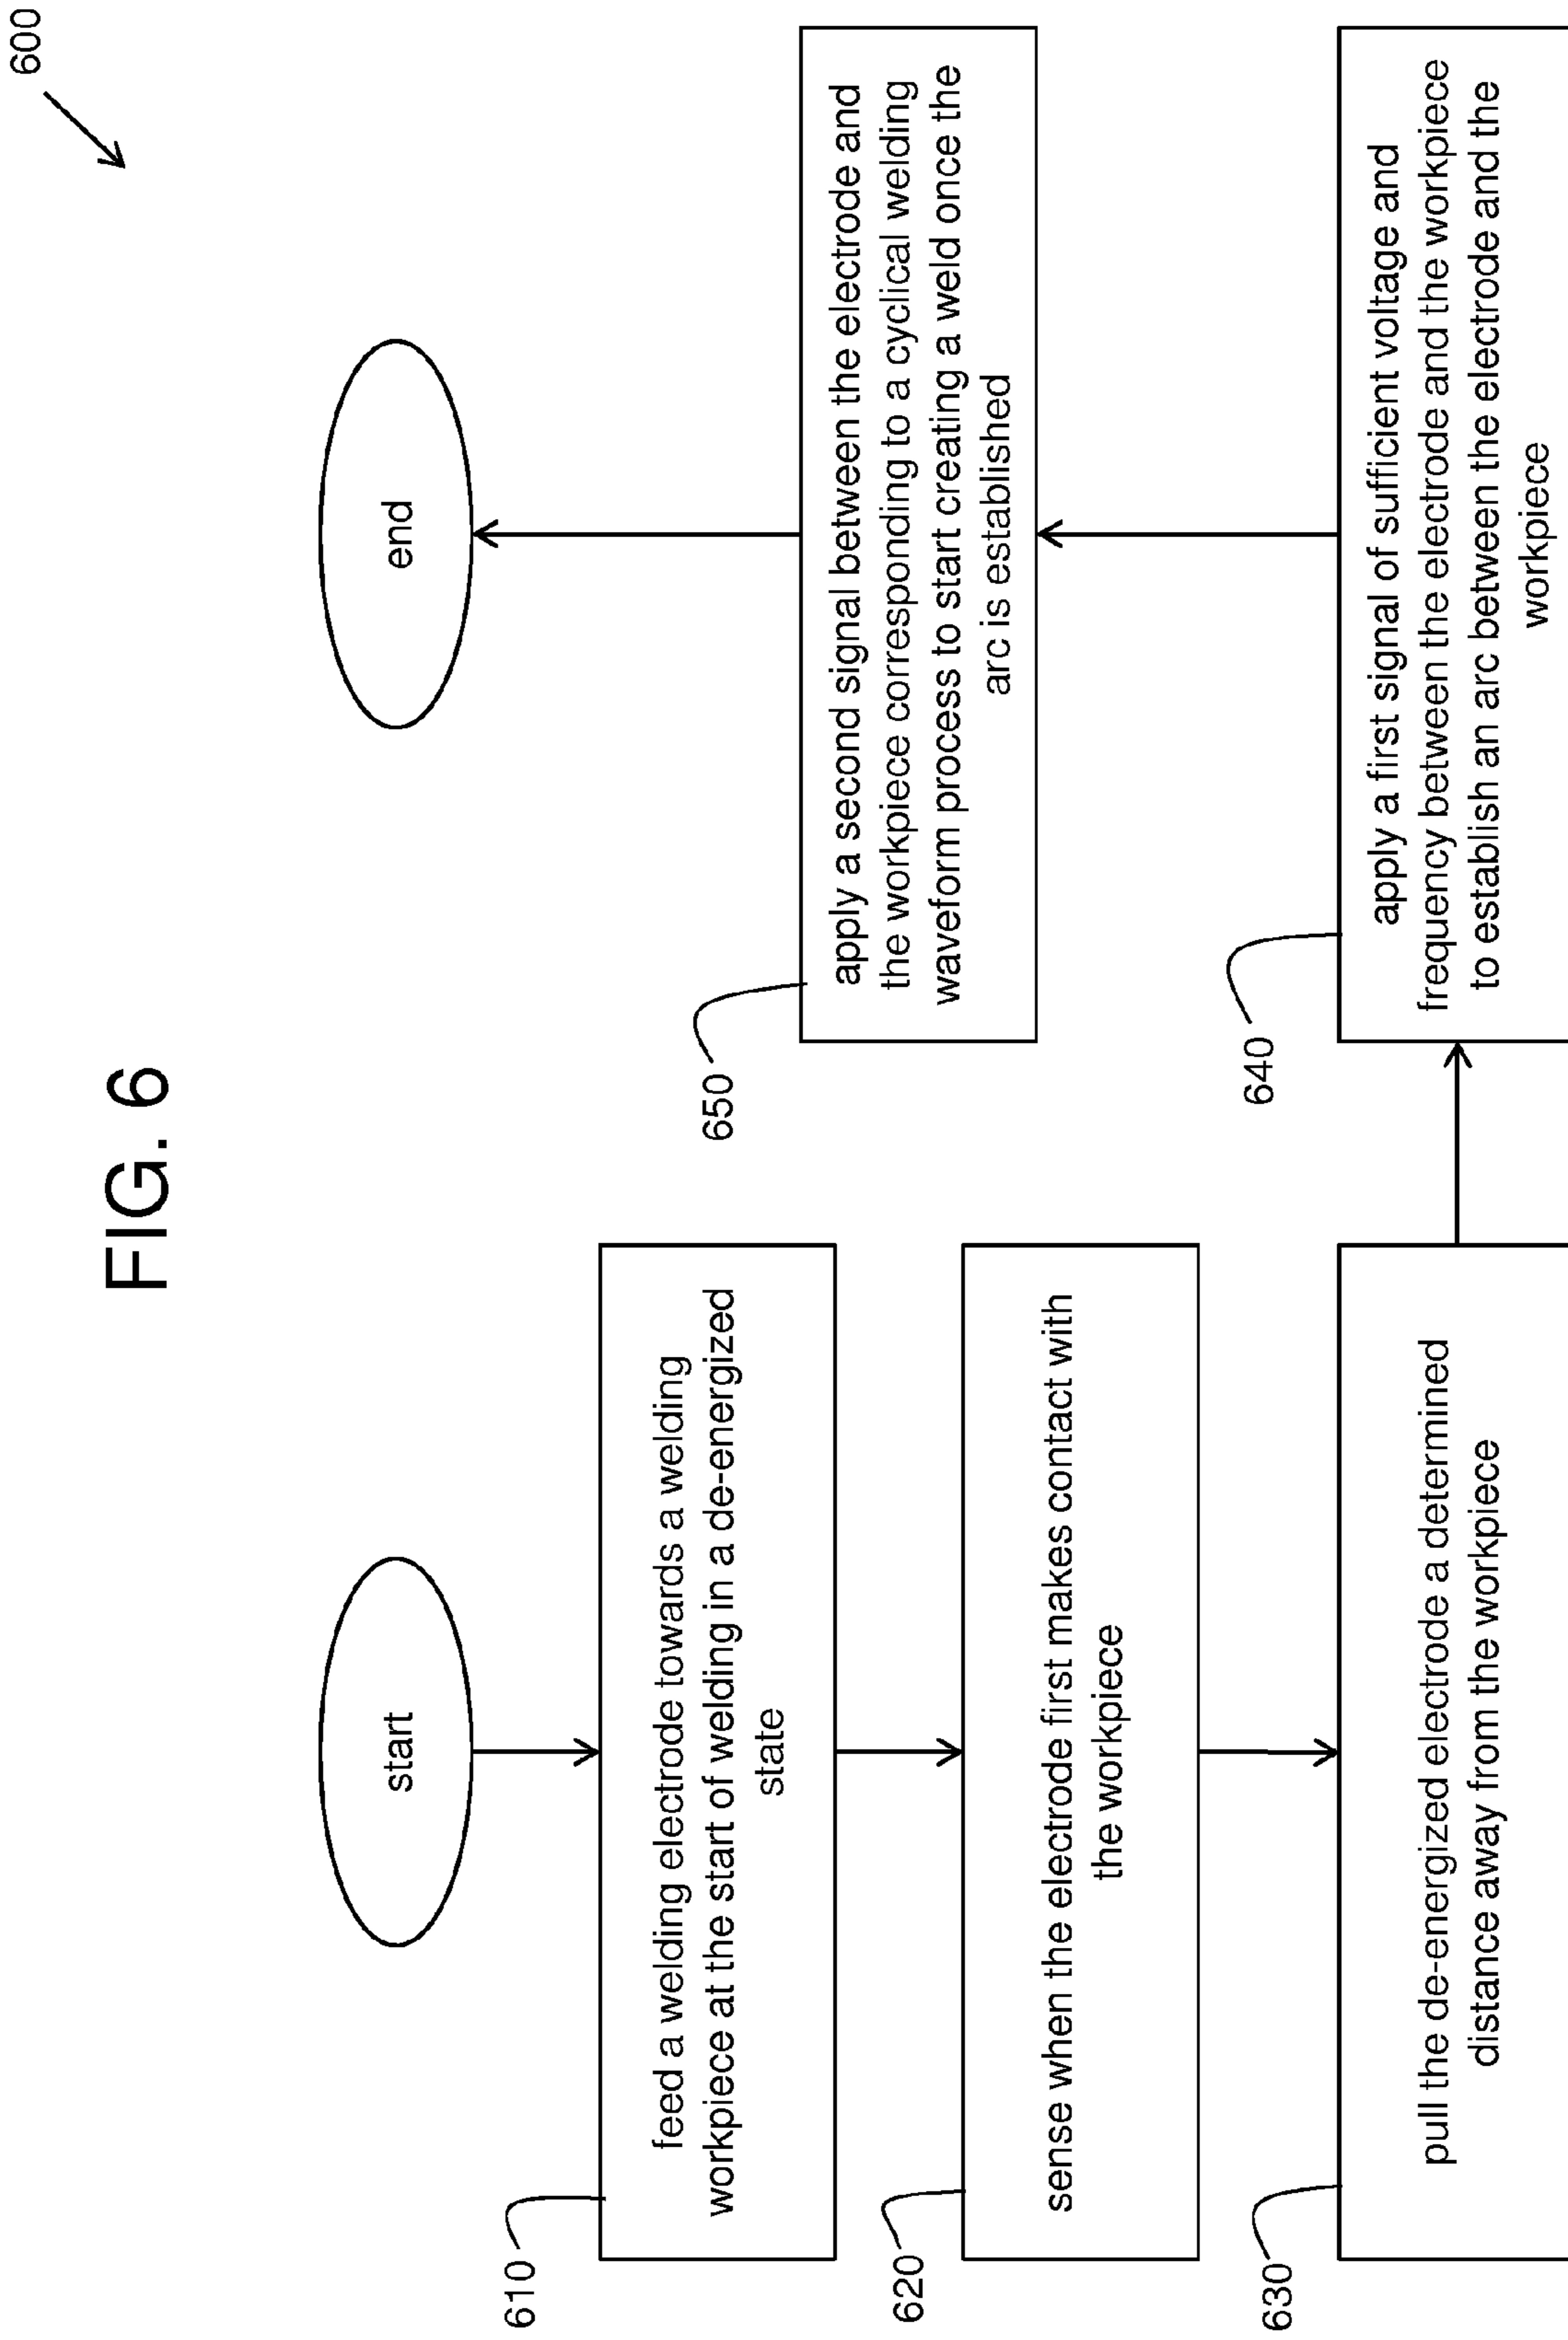 FIG. 6
600
start
610
feed a welding electrode towards a welding
workpiece at the start of welding in a de-energized
state
620
sense when the electrode first makes contact with
the workpiece
630
pull the de-energized electrode a determined
distance away from the workpiece
640
apply a first signal of sufficient voltage and
frequency between the electrode and the workpiece
to establish an arc between the electrode and the
workpiece
650
apply a second signal between the electrode and
the workpiece corresponding to a cyclical welding
waveform process to start creating a weld once the
arc is established
end